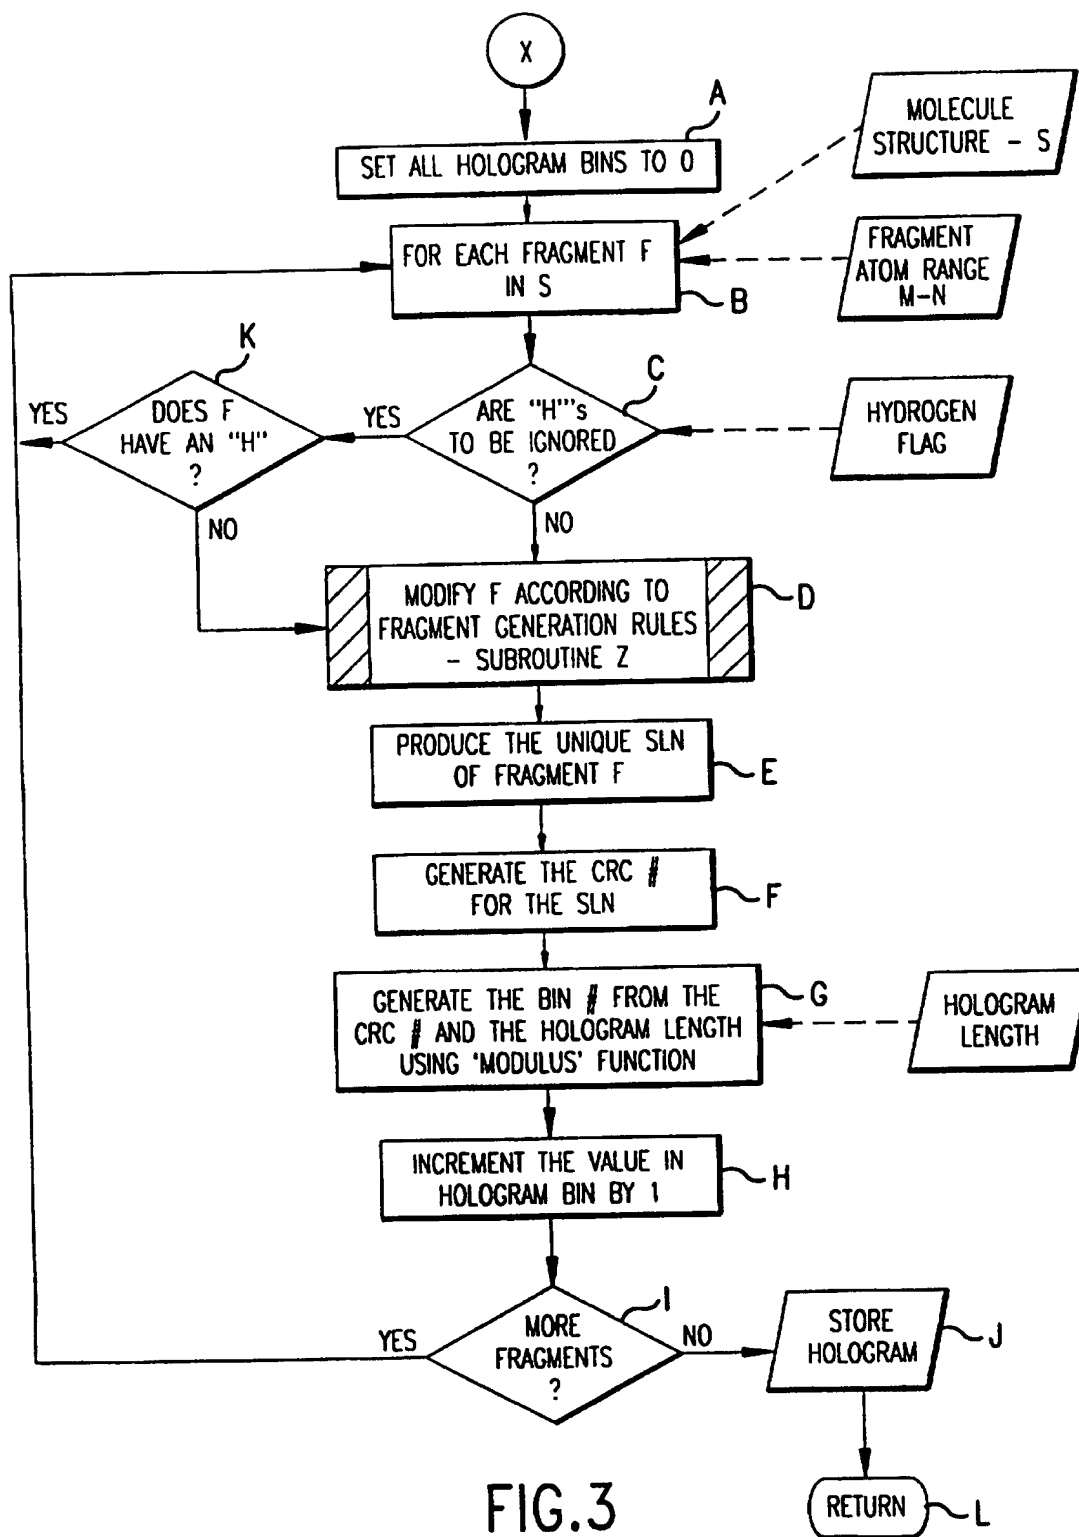 X
A
SET ALL HOLOGRAM BINS TO 0
MOLECULE
STRUCTURE - S
FOR EACH FRAGMENT F
IN S
B
FRAGMENT
ATOM RANGE
M-N
K
YES
DOES F
HAVE AN "H"
?
NO
YES
C
ARE "H"'s
TO BE IGNORED
?
NO
HYDROGEN
FLAG
MODIFY F ACCORDING TO
FRAGMENT GENERATION RULES
- SUBROUTINE Z
D
PRODUCE THE UNIQUE SLN
OF FRAGMENT F
E
GENERATE THE CRC #
FOR THE SLN
F
GENERATE THE BIN # FROM THE
CRC # AND THE HOLOGRAM LENGTH
USING 'MODULUS' FUNCTION
G
HOLOGRAM
LENGTH
INCREMENT THE VALUE IN
HOLOGRAM BIN BY 1
H
YES
MORE
FRAGMENTS
?
I
NO
STORE
HOLOGRAM
J
RETURN
L
FIG.3